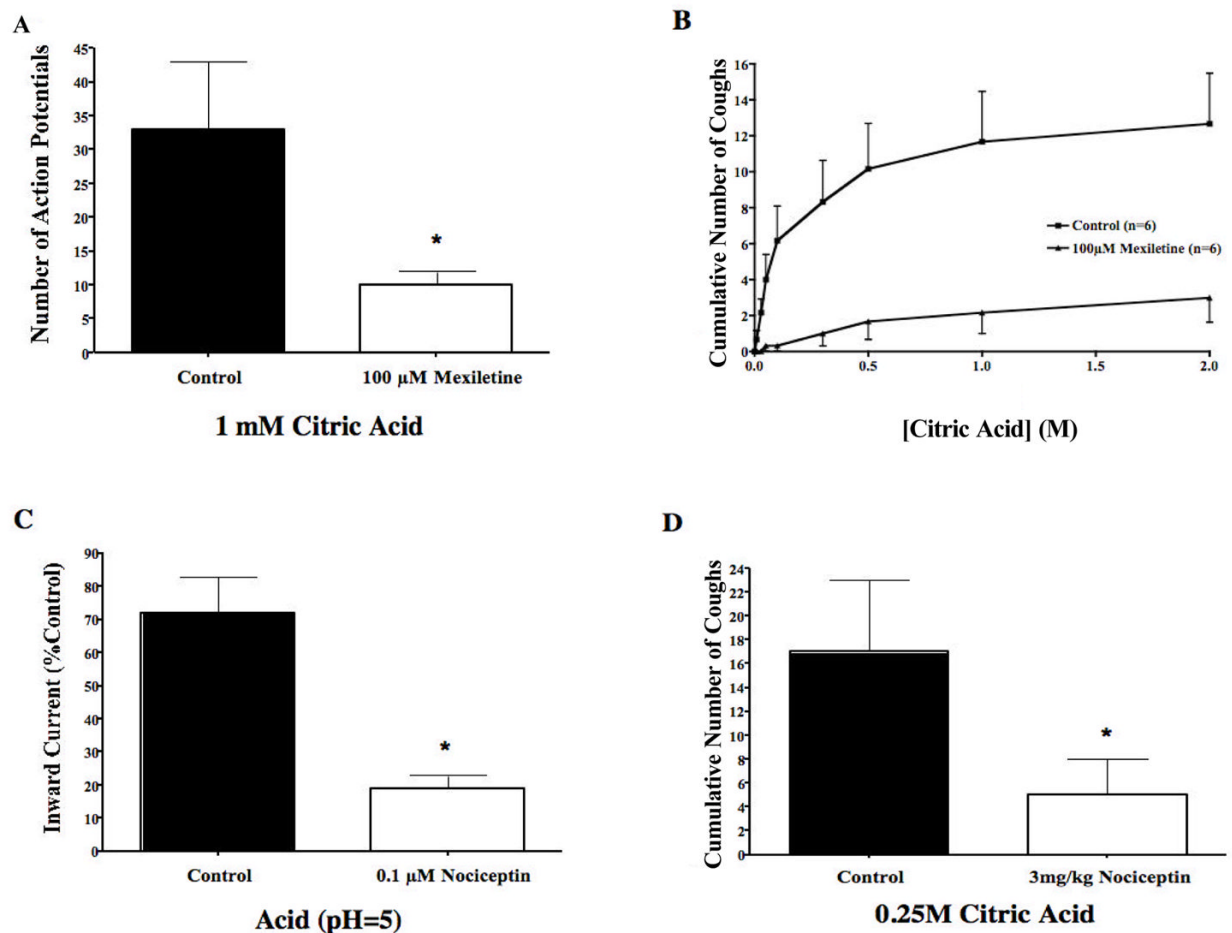 A
Number of Action Potentials
45
40
35
30
25
20
15
10
5
0
*
Control
100 µM Mexiletine
1 mM Citric Acid
B
Cumulative Number of Coughs
16
14
12
10
8
6
4
2
0
Control (n=6)
100µM Mexiletine (n=6)
0.0
0.5
1.0
1.5
2.0
[Citric Acid] (M)
C
Inward Current (%Control)
90
80
70
60
50
40
30
20
10
0
*
Control
0.1 µM Nociceptin
Acid (pH=5)
D
Cumulative Number of Coughs
24
22
20
18
16
14
12
10
8
6
4
2
0
*
Control
3mg/kg Nociceptin
0.25M Citric Acid